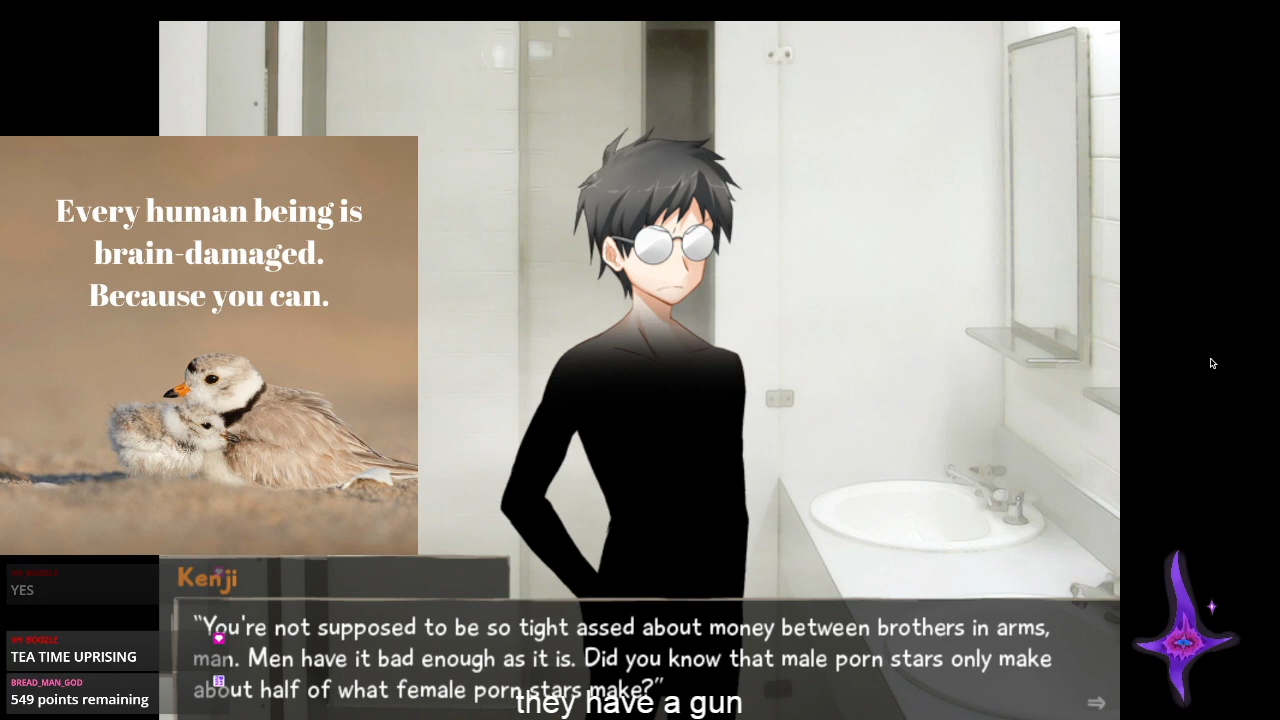 Every human being is
brain-damaged.
Because you can.
YES
TEA TIME UPRISING
BREAD_MAN_GOD
549 points remaining
Kenji
“You're not supposed to be so tight assed about money between brothers in arms,
man. Men have it bad enough as it is. Did you know that male porn stars only make
about half of what female porn stars make?”
they have a gun